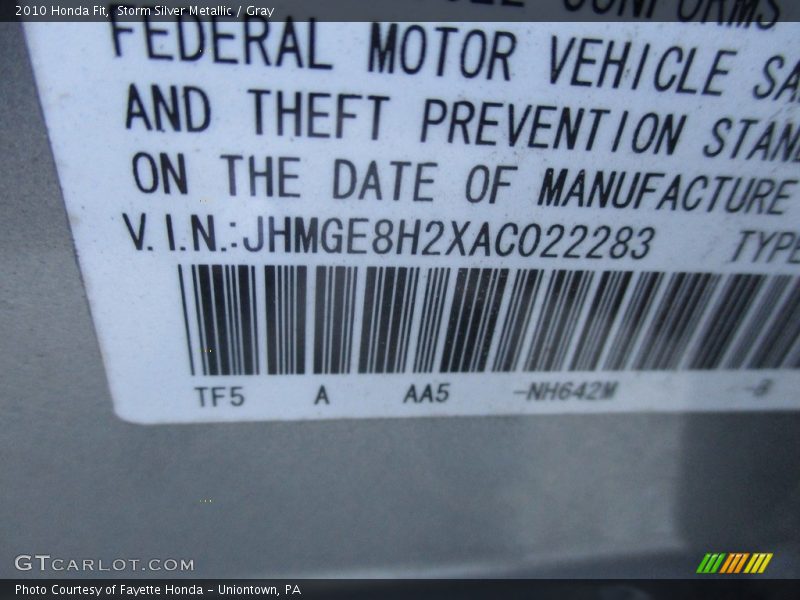 2010 Honda Fit, Storm Silver Metallic / Gray
CONFORMS
FEDERAL MOTOR VEHICLE SA
AND THEFT PREVENTION STAN
ON THE DATE OF MANUFACTURE
V.I.N.:JHMGE8H2XAC022283 TYPE
TF5 A AA5 -NH642M -B
GTcarlot.com
Photo Courtesy of Fayette Honda - Uniontown, PA